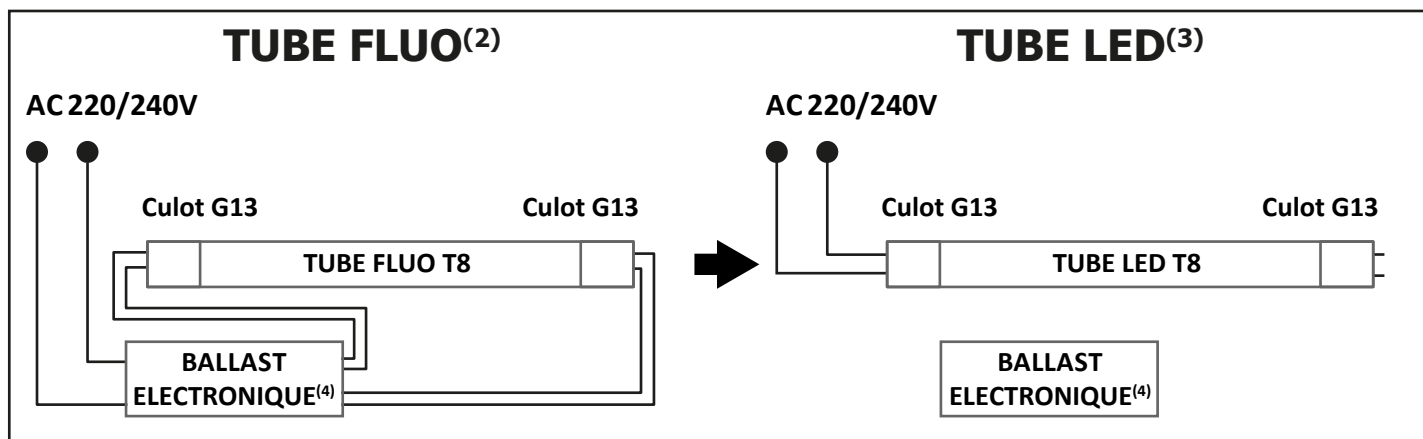 TUBE FLUO(2)
TUBE LED(3)
AC 220/240V
AC 220/240V
Culot G13
Culot G13
Culot G13
Culot G13
TUBE FLUO T8
TUBE LED T8
BALLAST
ELECTRONIQUE(4)
BALLAST
ELECTRONIQUE(4)